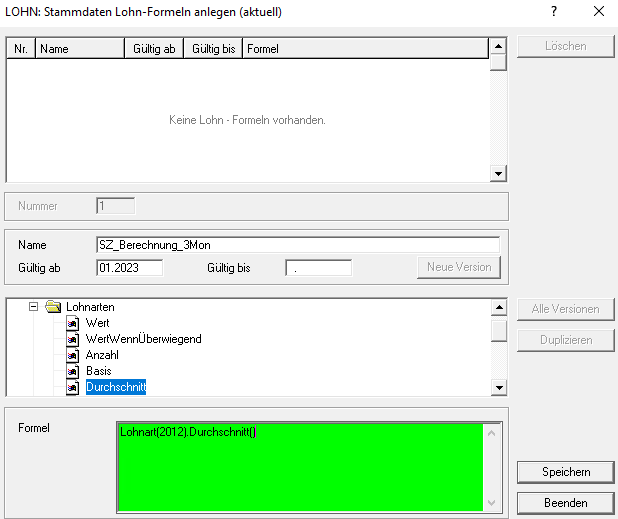 LOHN: Stammdaten Lohn-Formeln anlegen (aktuell) ? ×
Nr. Name Gültig ab Gültig bis Formel
Löschen
Keine Lohn - Formeln vorhanden.
Nummer 1
Name SZ_Berechnung_3Mon
Gültig ab 01.2023 Gültig bis . Neue Version
Lohnarten
Alle Versionen
Wert
WertWennÜberwiegend
Duplizieren
Anzahl
Basis
Durchschnitt
Formel Lohnart(2012).Durchschnitt()
Speichern
Beenden